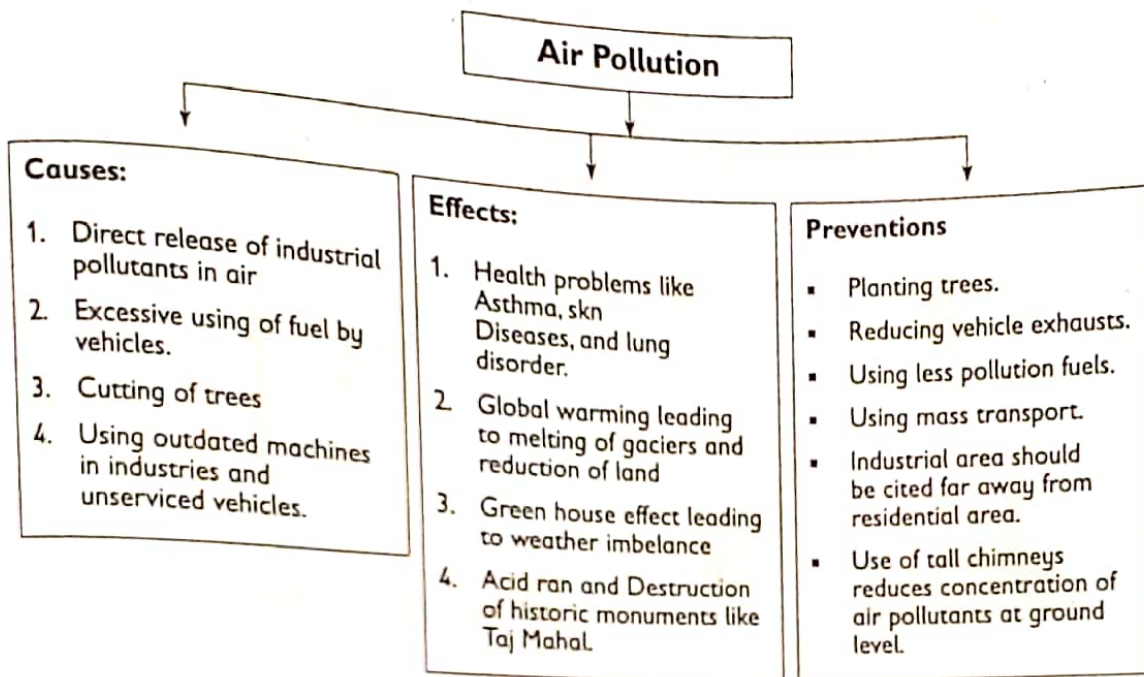 Air Pollution
Causes:
1. Direct release of industrial
pollutants in air
2. Excessive using of fuel by
vehicles.
3. Cutting of trees
4. Using outdated machines
in industries and
unserviced vehicles.
Effects:
1. Health problems like
Asthma, skn
Diseases, and lung
disorder.
2. Global warming leading
to melting of gaciers and
reduction of land
3. Green house effect leading
to weather imbelance
4. Acid ran and Destruction
of historic monuments like
Taj Mahal.
Preventions
▪ Planting trees.
▪ Reducing vehicle exhausts.
▪ Using less pollution fuels.
▪ Using mass transport.
▪ Industrial area should
be cited far away from
residential area.
▪ Use of tall chimneys
reduces concentration of
air pollutants at ground
level.